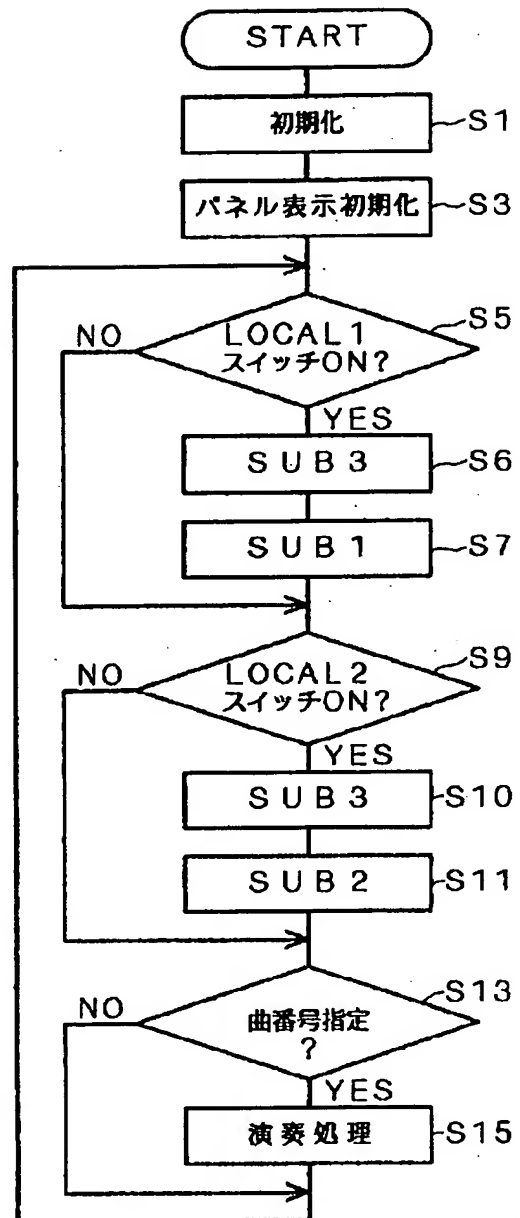 START
初期化 S1
パネル表示初期化 S3
S5
NO LOCAL1
スイッチON?
YES
SUB3 S6
SUB1 S7
S9
NO LOCAL2
スイッチON?
YES
SUB3 S10
SUB2 S11
S13
NO 曲番号指定
?
YES
演奏処理 S15